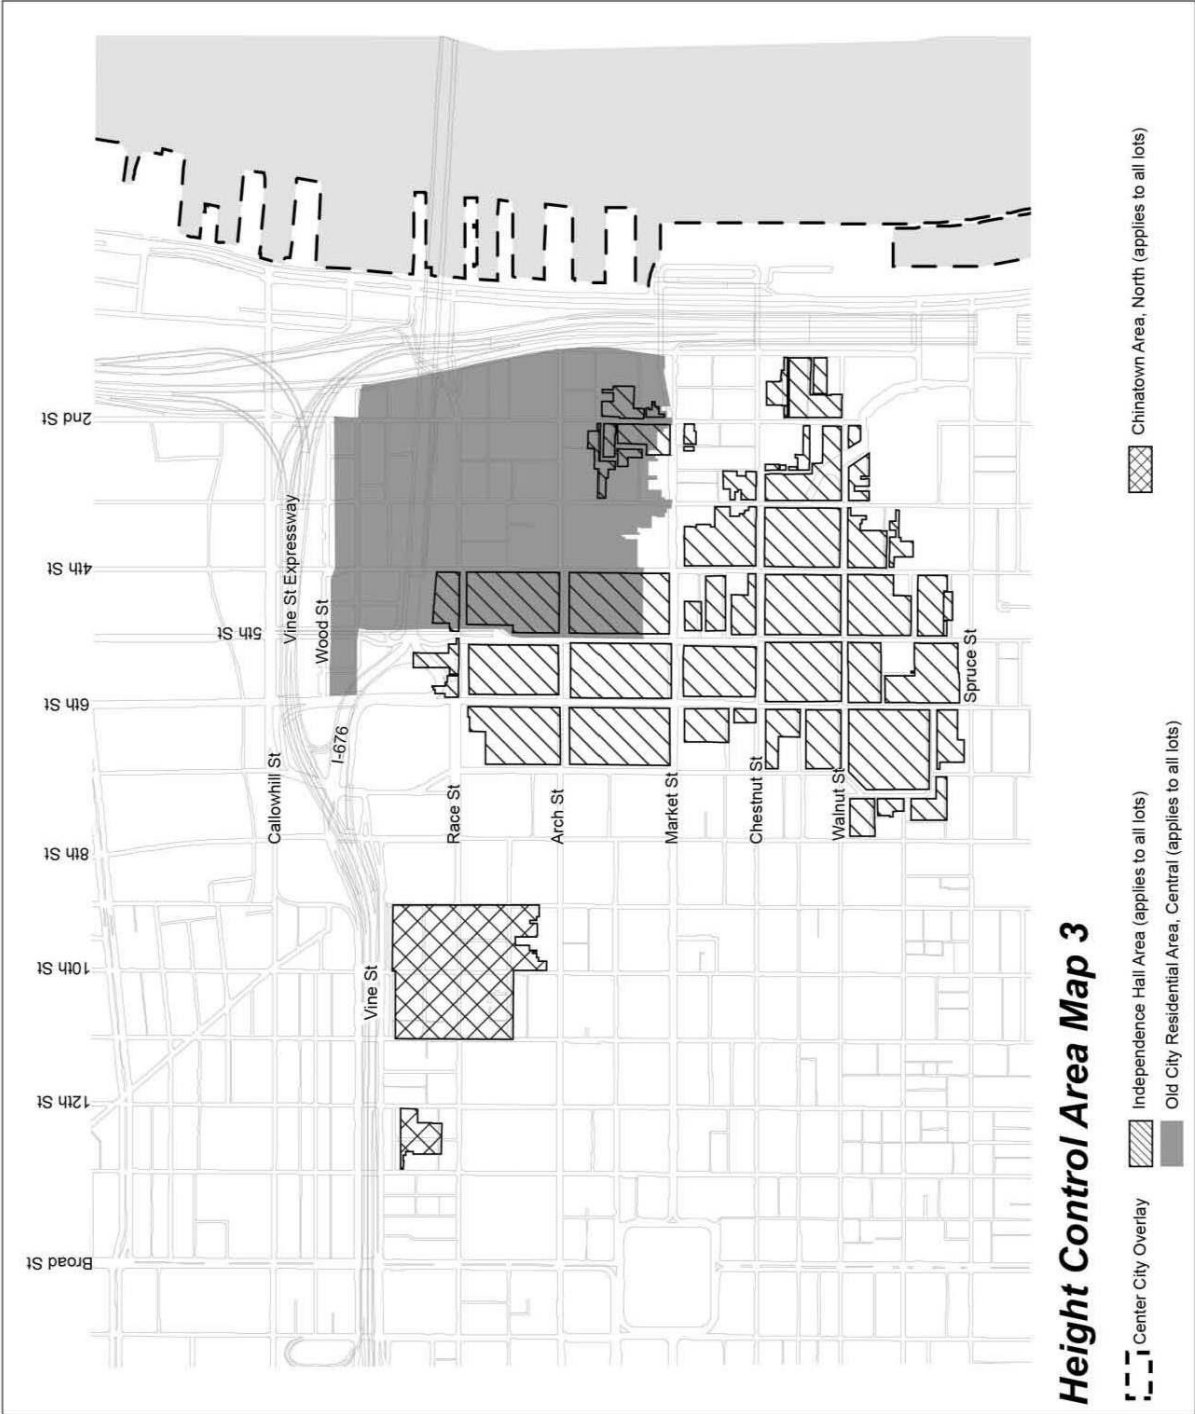 2nd St
4th St
5th St
6th St
8th St
10th St
12th St
Broad St
Callowhill St
Vine St Expressway
Wood St
I-676
Vine St
Race St
Arch St
Market St
Chestnut St
Walnut St
Spruce St
Height Control Area Map 3
Center City Overlay
Independence Hall Area (applies to all lots)
Old City Residential Area, Central (applies to all lots)
Chinatown Area, North (applies to all lots)